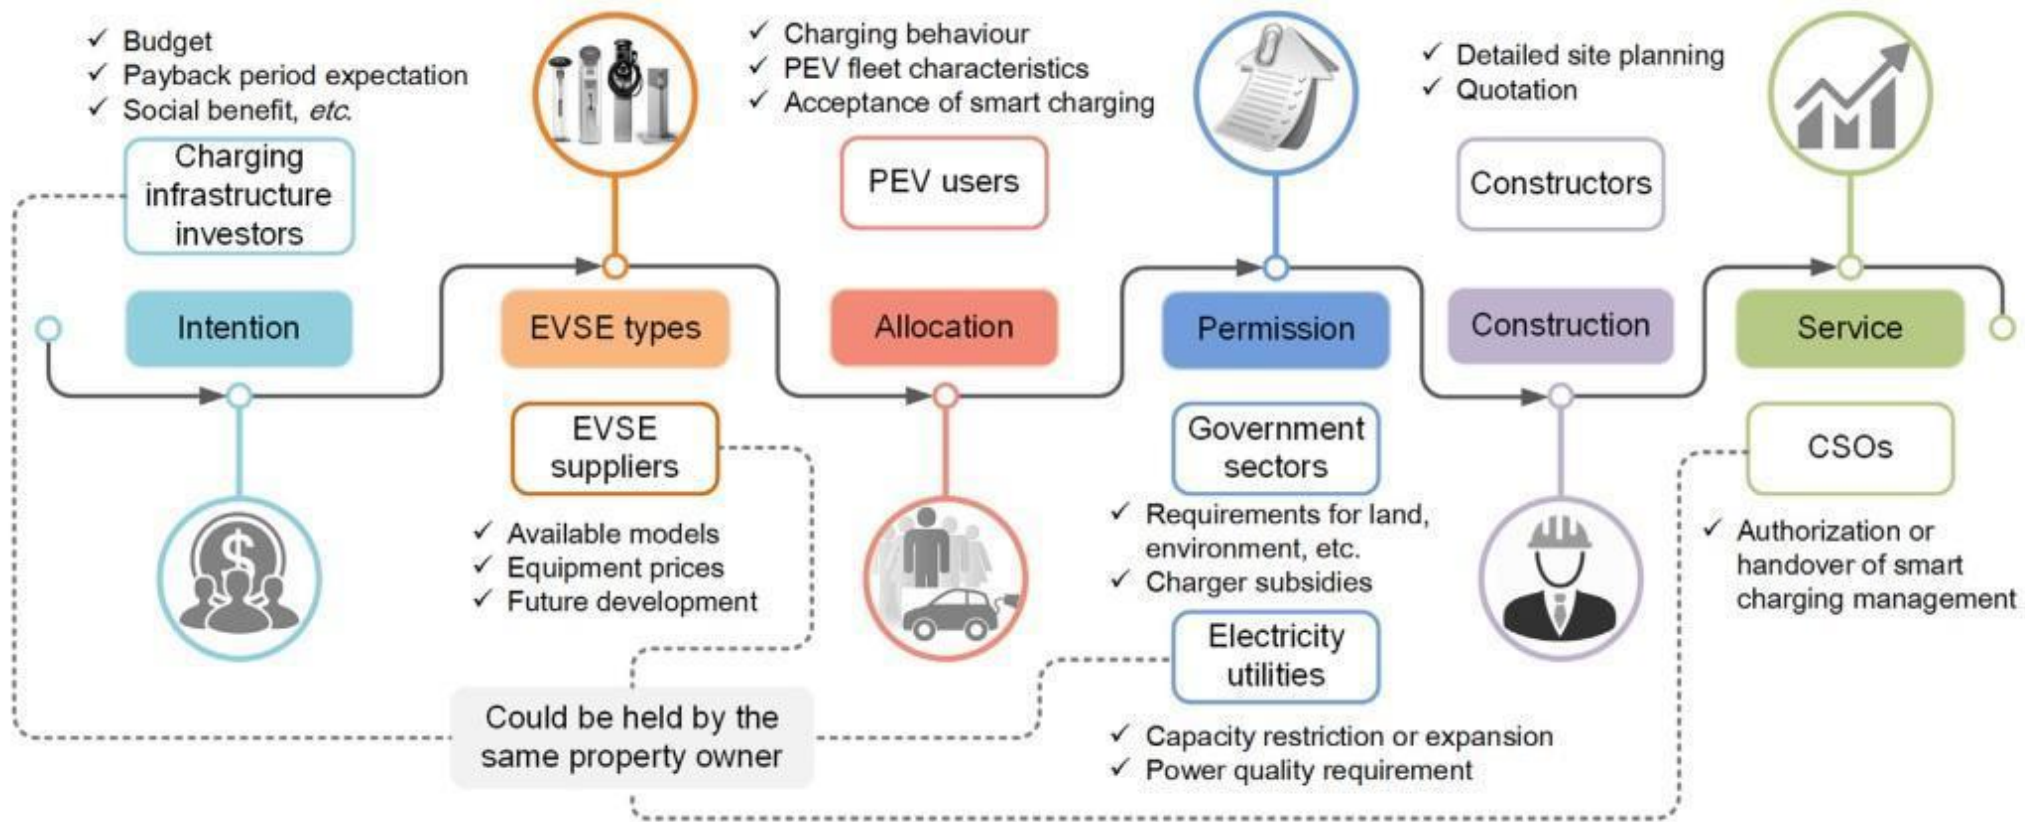 ✓ Budget
✓ Payback period expectation
✓ Social benefit, etc.
Charging
infrastructure
investors
Intention
EVSE types
EVSE
suppliers
✓ Available models
✓ Equipment prices
✓ Future development
✓ Charging behaviour
✓ PEV fleet characteristics
✓ Acceptance of smart charging
PEV users
Allocation
Permission
Government
sectors
✓ Requirements for land,
environment, etc.
✓ Charger subsidies
Electricity
utilities
✓ Capacity restriction or expansion
✓ Power quality requirement
✓ Detailed site planning
✓ Quotation
Constructors
Construction
Service
CSOs
✓ Authorization or
handover of smart
charging management
Could be held by the
same property owner
$